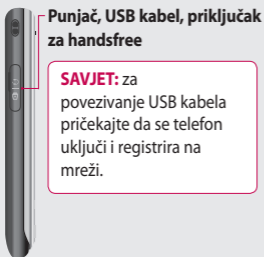 Punjač, USB kabel, priključak
za handsfree
SAVJET: za
povezivanje USB kabela
pričekajte da se telefon
uključi i registrira na
mreži.